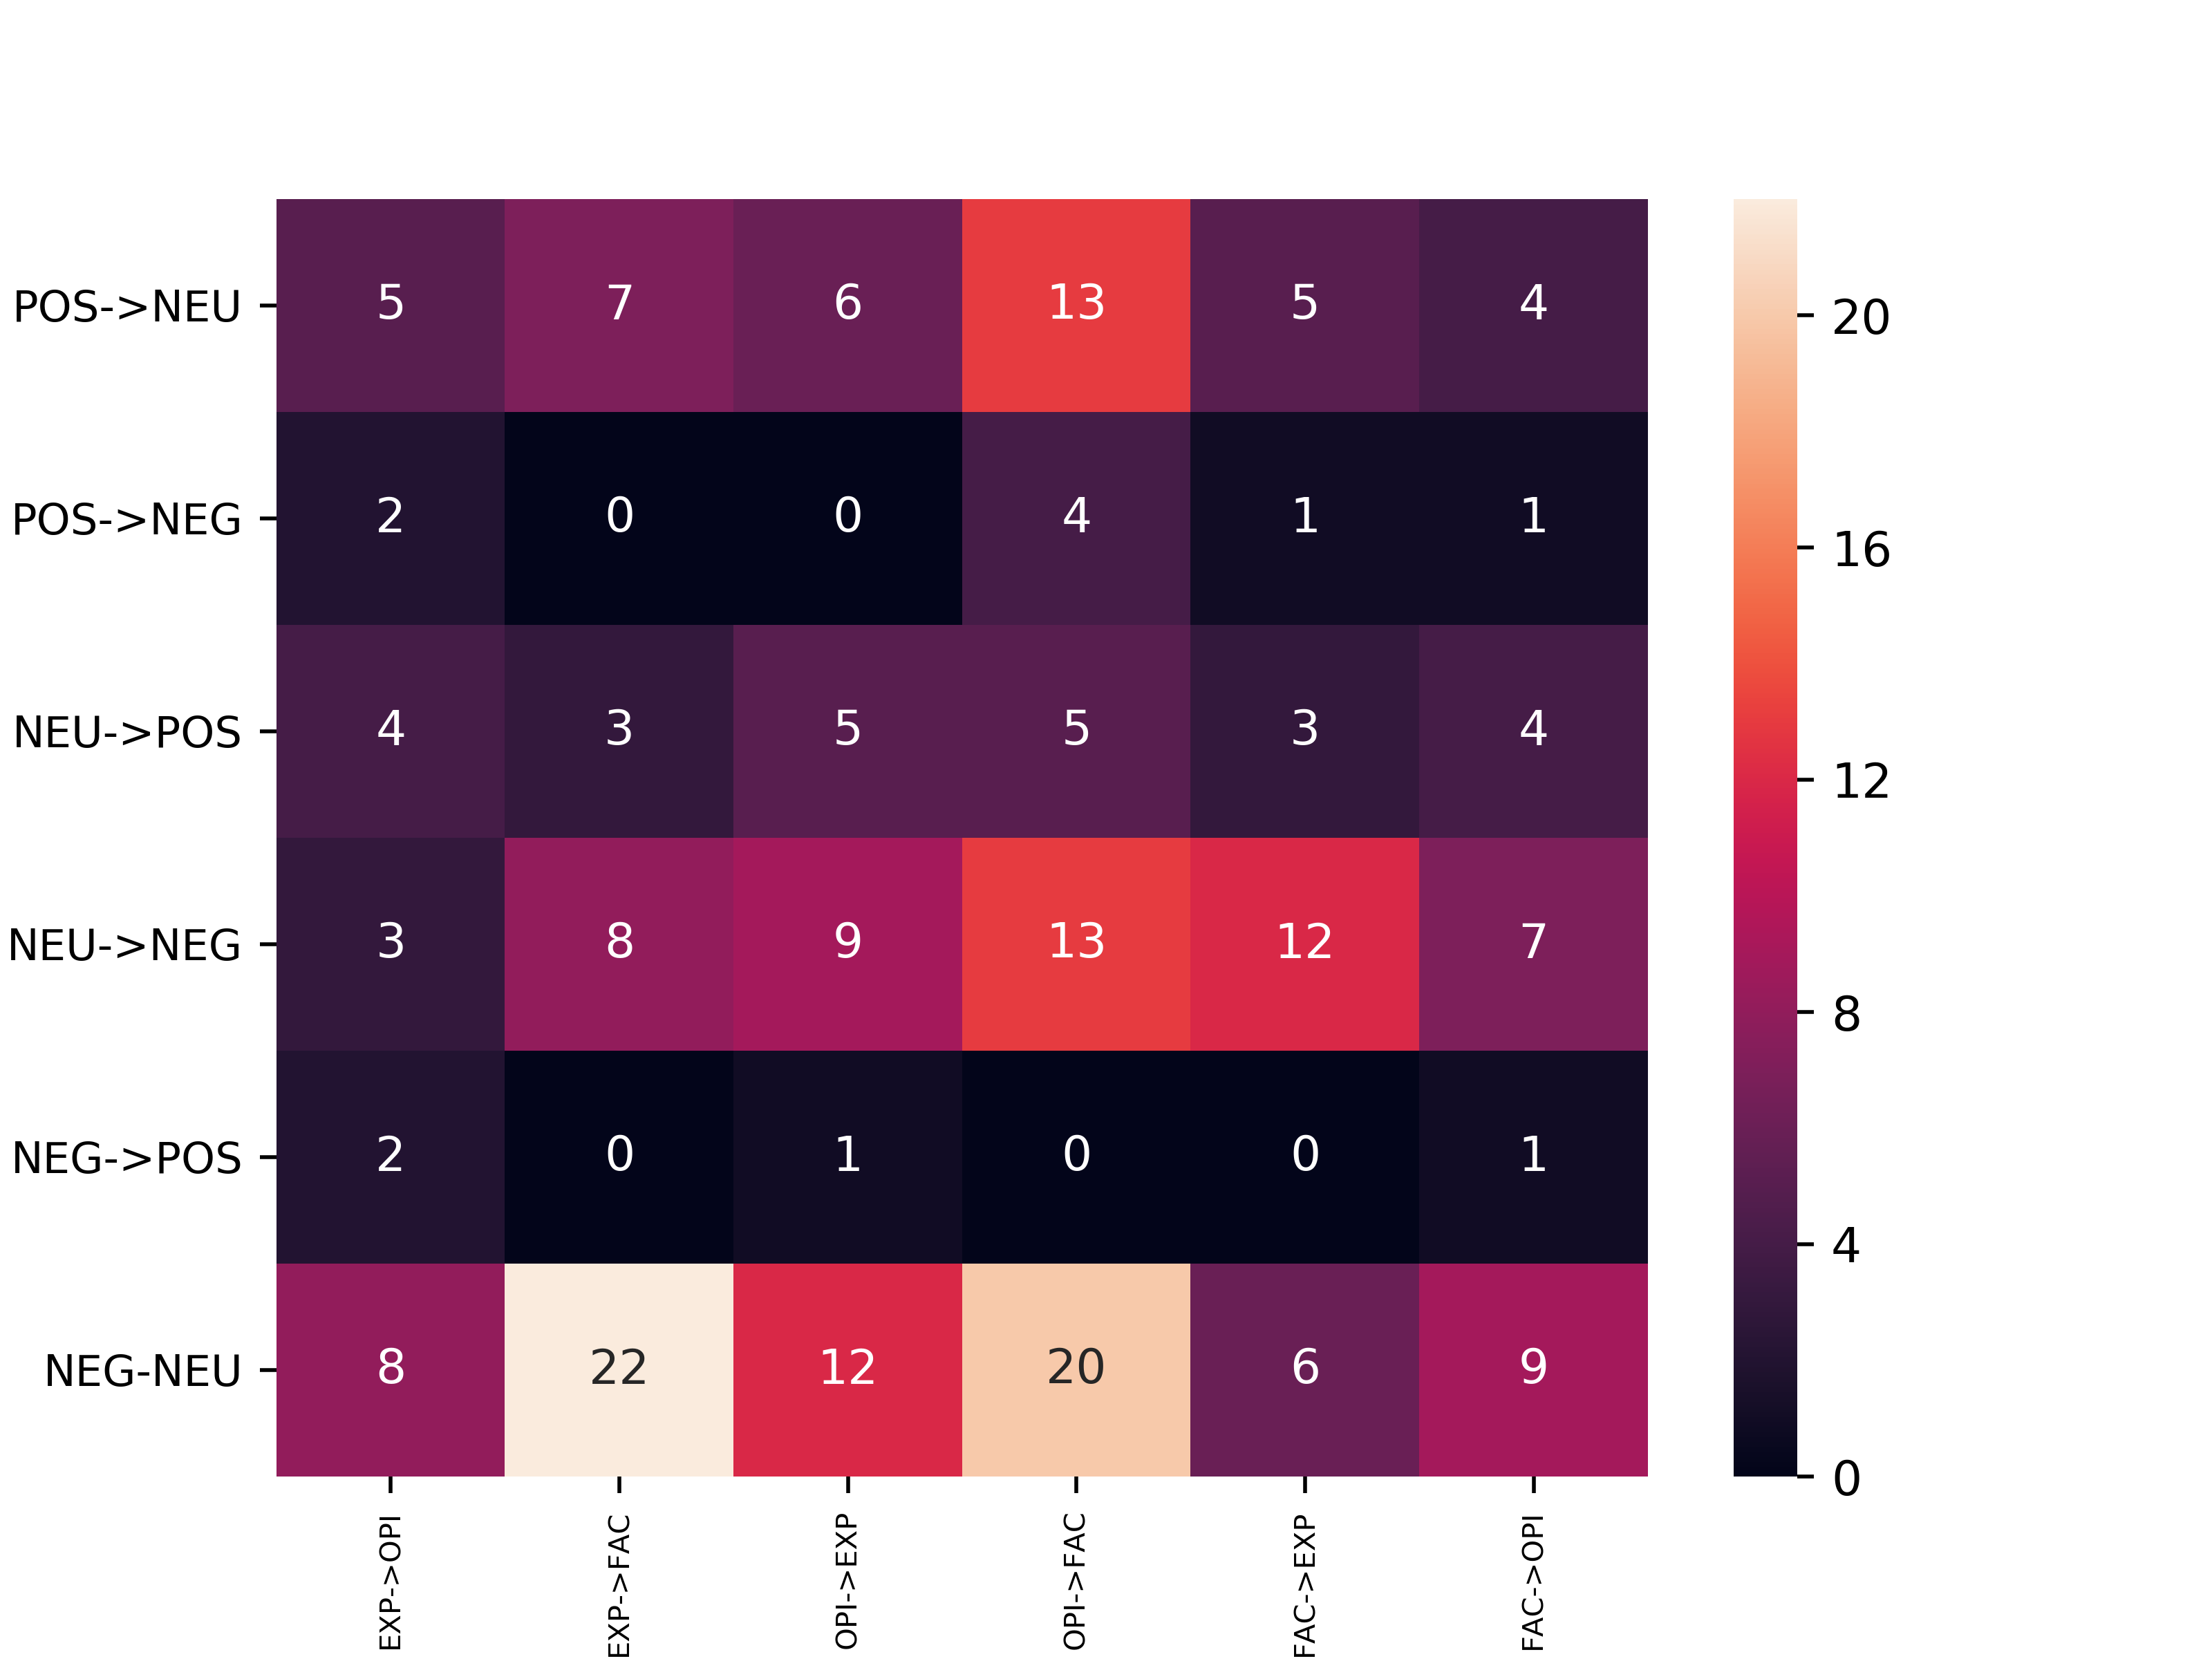 POS->NEU 5 7 6 13 5 4
POS->NEG 2 0 0 4 1 1
NEU->POS 4 3 5 5 3 4
NEU->NEG 3 8 9 13 12 7
NEG->POS 2 0 1 0 0 1
NEG-NEU 8 22 12 20 6 9
EXP->OPI EXP->FAC OPI->EXP OPI->FAC FAC->EXP FAC->OPI
20
16
12
8
4
0